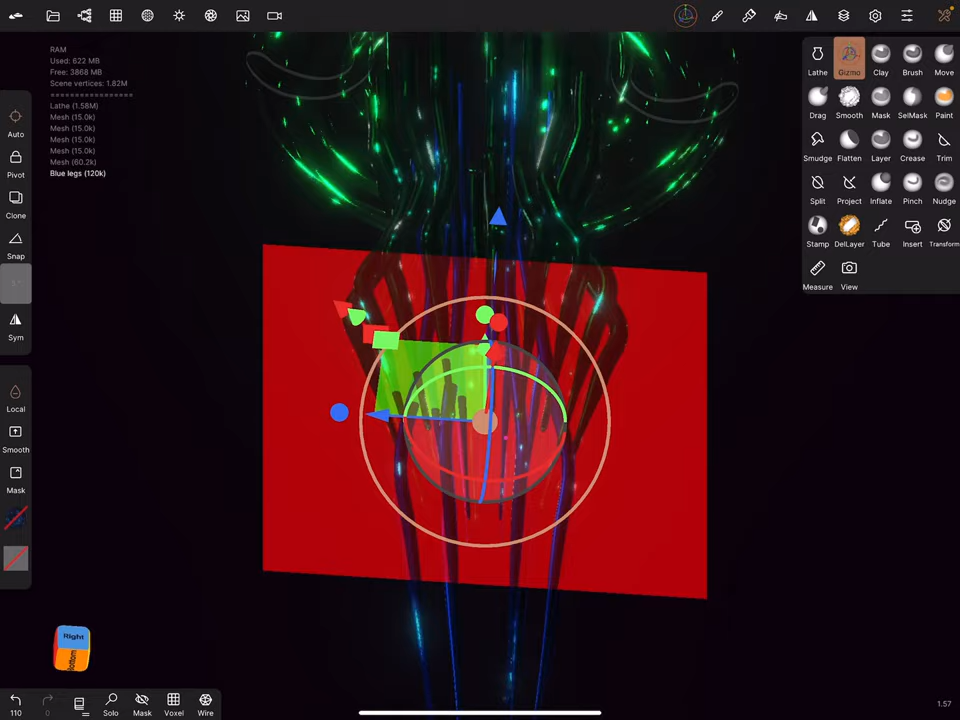 RAM
Used: 622 MB
Free: 3868 MB
Scene vertices: 1.82M
=================
Lathe (1.58M)
Mesh (15.0k)
Mesh (15.0k)
Mesh (15.0k)
Mesh (15.0k)
Mesh (60.2k)
Blue legs (120k)
Auto
Pivot
Clone
Snap
Sym
Local
Smooth
Mask
Lathe Gizmo Clay Brush Move
Drag Smooth Mask SelMask Paint
Smudge Flatten Layer Crease Trim
Split Project Inflate Pinch Nudge
Stamp DelLayer Tube Insert Transform
Measure View
Right
Bottom
110 0 Solo Mask Voxel Wire
1.57